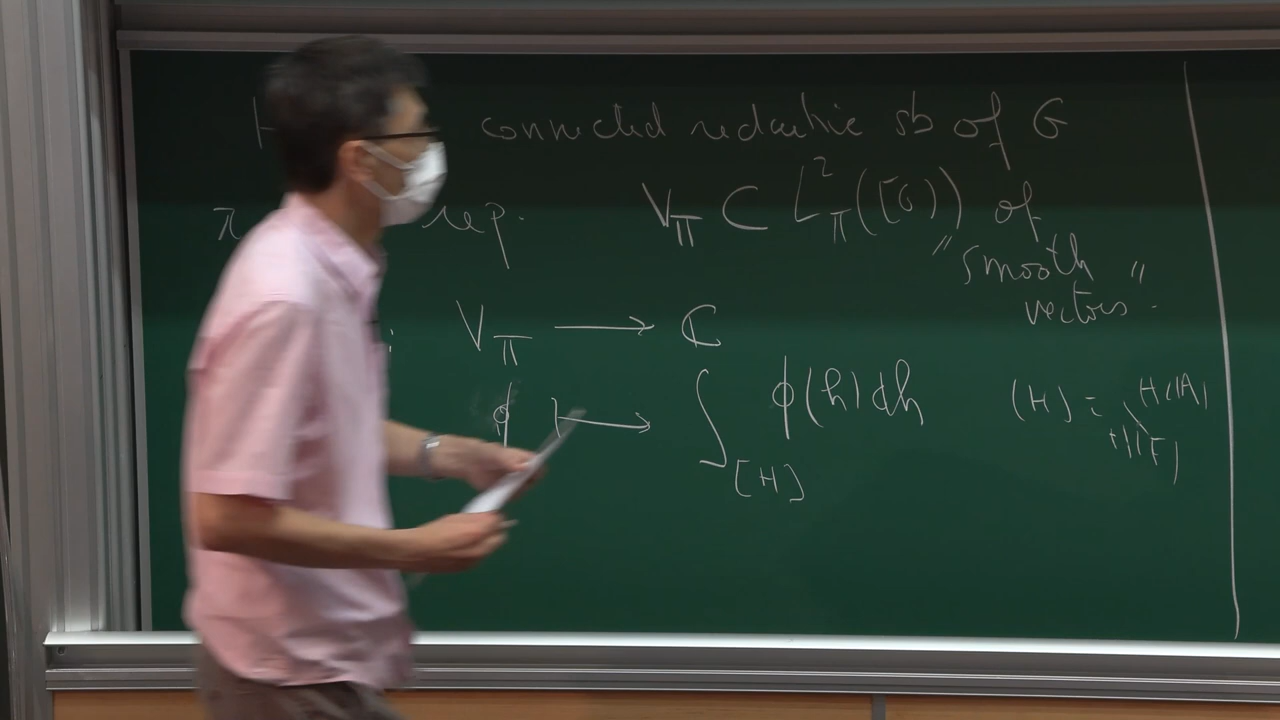 H connected reductive sb of G
π rep. V_π ⊂ L²_π([G]) of
"smooth"
vectors.
V_π ⟶ ℂ
ϕ ⟼ ∫_[H] ϕ(h) dh (H) = H(F)\H(A)